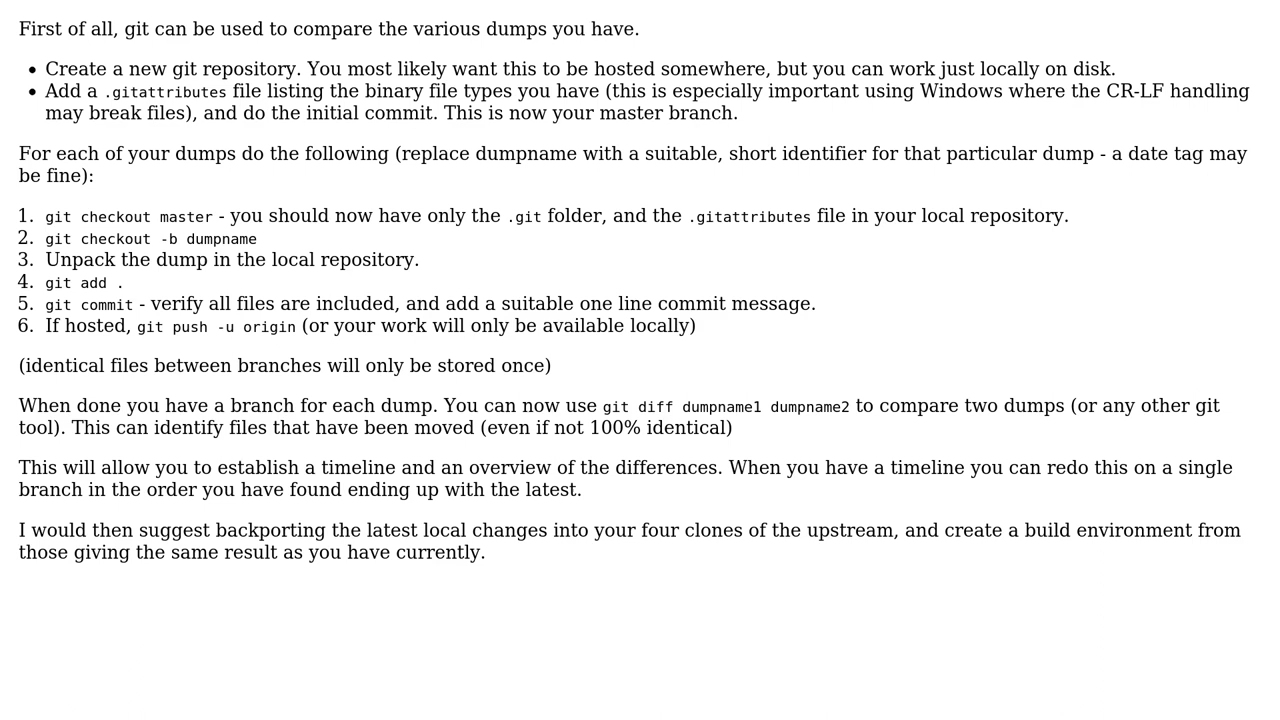 First of all, git can be used to compare the various dumps you have.
• Create a new git repository. You most likely want this to be hosted somewhere, but you can work just locally on disk.
• Add a .gitattributes file listing the binary file types you have (this is especially important using Windows where the CR-LF handling
may break files), and do the initial commit. This is now your master branch.
For each of your dumps do the following (replace dumpname with a suitable, short identifier for that particular dump - a date tag may
be fine):
1. git checkout master - you should now have only the .git folder, and the .gitattributes file in your local repository.
2. git checkout -b dumpname
3. Unpack the dump in the local repository.
4. git add .
5. git commit - verify all files are included, and add a suitable one line commit message.
6. If hosted, git push -u origin (or your work will only be available locally)
(identical files between branches will only be stored once)
When done you have a branch for each dump. You can now use git diff dumpname1 dumpname2 to compare two dumps (or any other git
tool). This can identify files that have been moved (even if not 100% identical)
This will allow you to establish a timeline and an overview of the differences. When you have a timeline you can redo this on a single
branch in the order you have found ending up with the latest.
I would then suggest backporting the latest local changes into your four clones of the upstream, and create a build environment from
those giving the same result as you have currently.